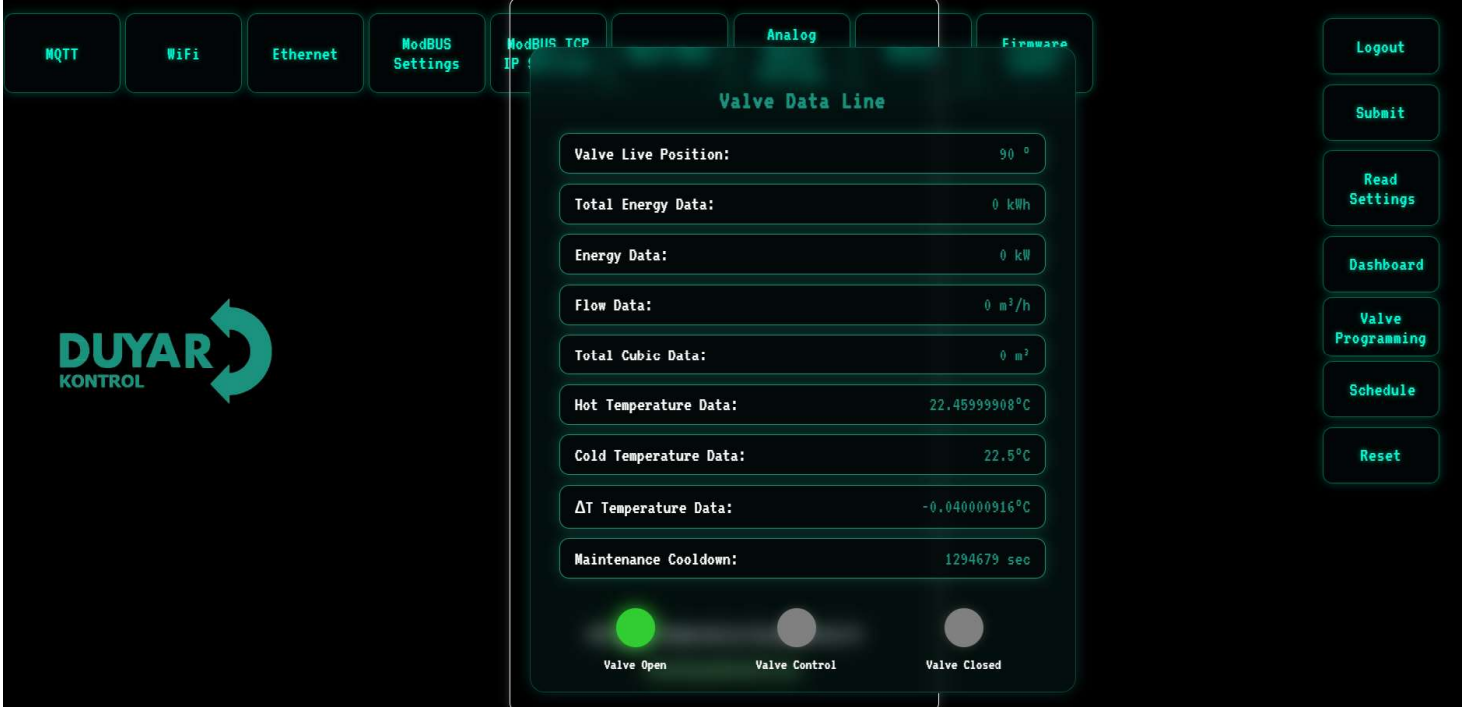 MQTT
WiFi
Ethernet
ModBUS
Settings
ModBUS TCP
IP
Analog
Firmware
Logout
Submit
Read
Settings
Dashboard
Valve
Programming
Schedule
Reset
DUYAR
KONTROL
Valve Data Line
Valve Live Position: 90 °
Total Energy Data: 0 kWh
Energy Data: 0 kW
Flow Data: 0 m³/h
Total Cubic Data: 0 m³
Hot Temperature Data: 22.45999908°C
Cold Temperature Data: 22.5°C
ΔT Temperature Data: -0.040000916°C
Maintenance Cooldown: 1294679 sec
Valve Open
Valve Control
Valve Closed